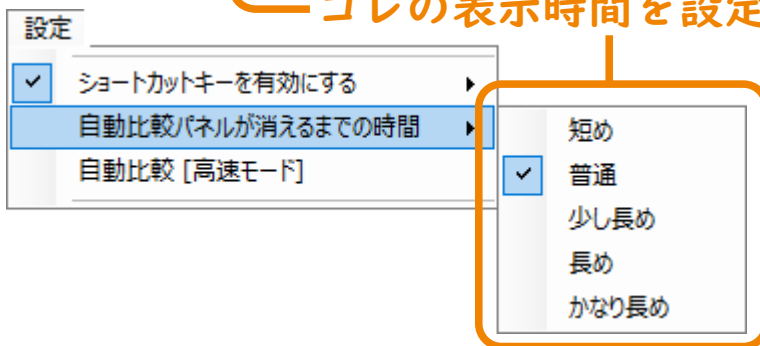 コレの表示時間を設定
設定
ショートカットキーを有効にする
自動比較パネルが消えるまでの時間
自動比較 [高速モード]
短め
普通
少し長め
長め
かなり長め